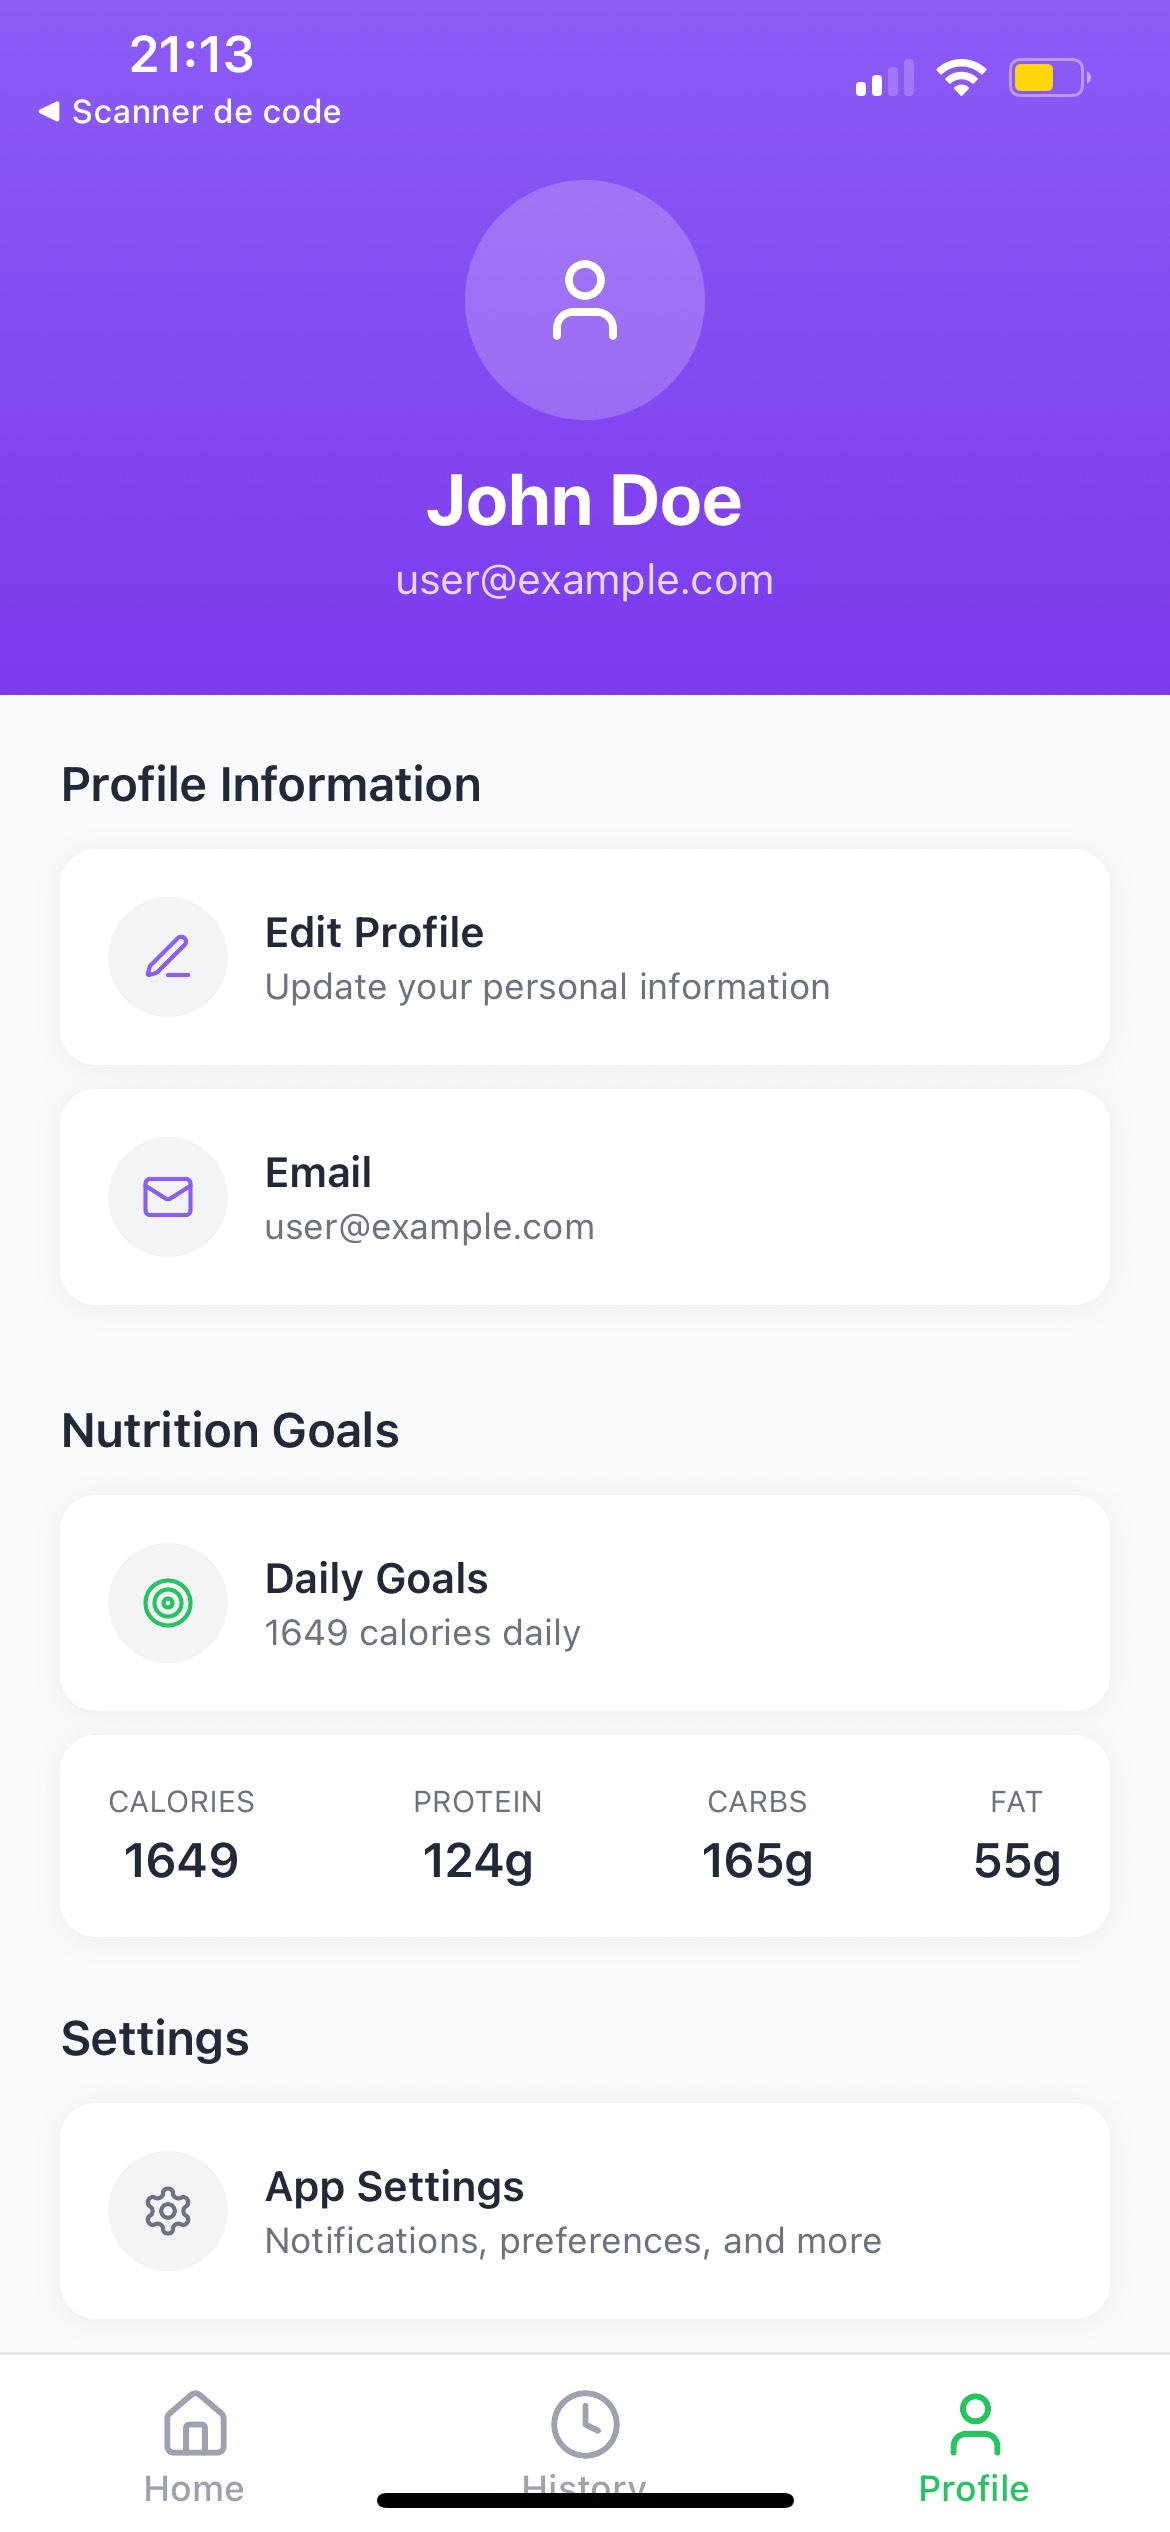 21:13
Scanner de code
John Doe
user@example.com
Profile Information
Edit Profile
Update your personal information
Email
user@example.com
Nutrition Goals
Daily Goals
1649 calories daily
CALORIES PROTEIN CARBS FAT
1649 124g 165g 55g
Settings
App Settings
Notifications, preferences, and more
Home History Profile